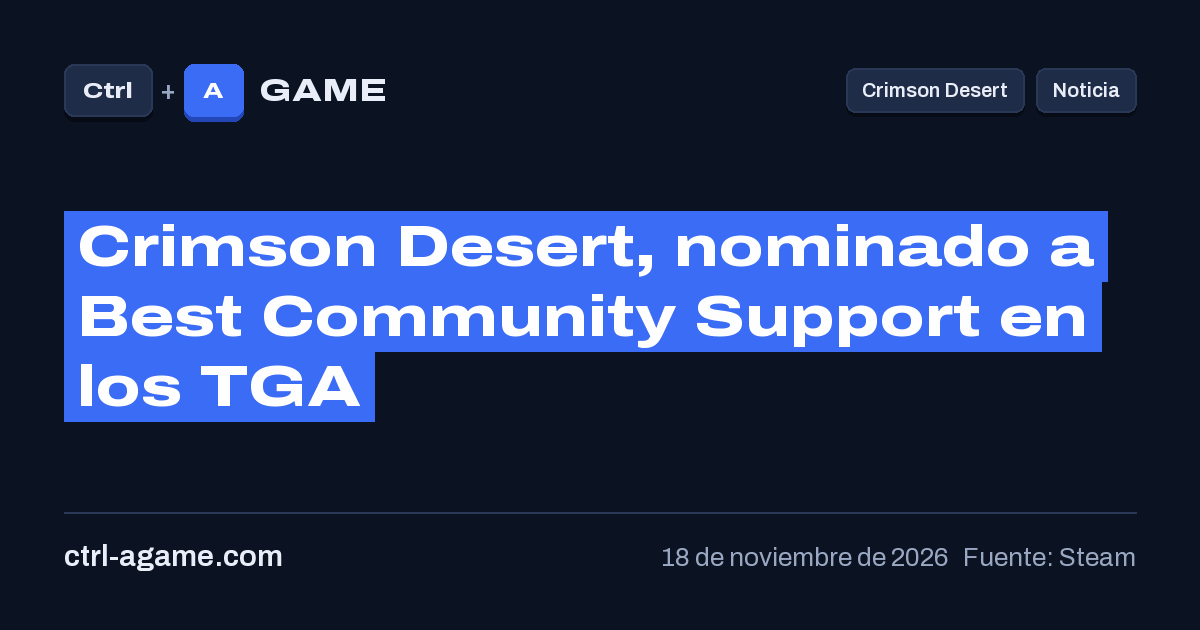 Ctrl + A GAME
Crimson Desert Noticia
Crimson Desert, nominado a
Best Community Support en
los TGA
ctrl-agame.com
18 de noviembre de 2026 Fuente: Steam